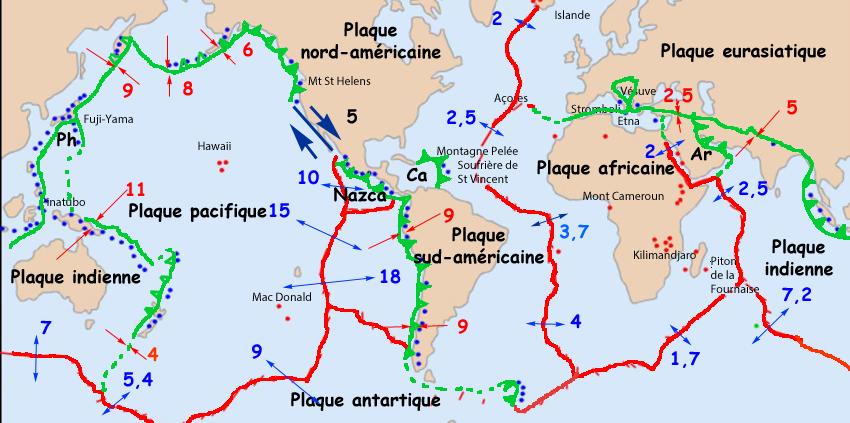 2
Islande
Plaque
nord-américaine
Plaque eurasiatique
6
9
8
Mt St Helens
Vésuve
Açores
2,5
Stromboli
Etna
5
5
Fuji-Yama
2,5
Ph
Hawaii
Montagne Pelée
Soufrière de
St Vincent
2
Ar
Ca
Plaque africaine
10
Nazca
11
inatubo
Mont Cameroun
2,5
Plaque pacifique
15
9
3,7
Plaque
sud-américaine
Plaque
indienne
Kilimandjaro
Piton
de la
Fournaise
Plaque indienne
18
Mac Donald
7,2
7
4
9
4
9
1,7
5,4
Plaque antartique